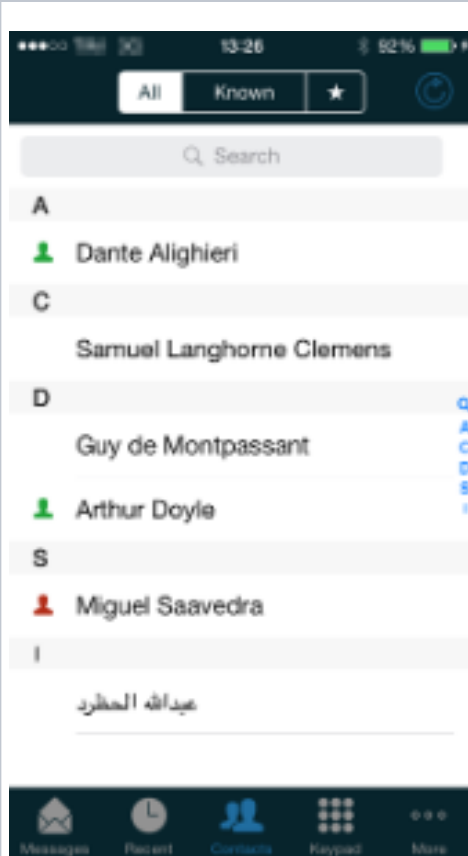 13:26
92%
All Known ★
Search
A
Dante Alighieri
C
Samuel Langhorne Clemens
D
Guy de Montpassant
Arthur Doyle
S
Miguel Saavedra
ا
عبدالله الحظرد
Q
A
C
D
S
Messages Recent Contacts Keypad More